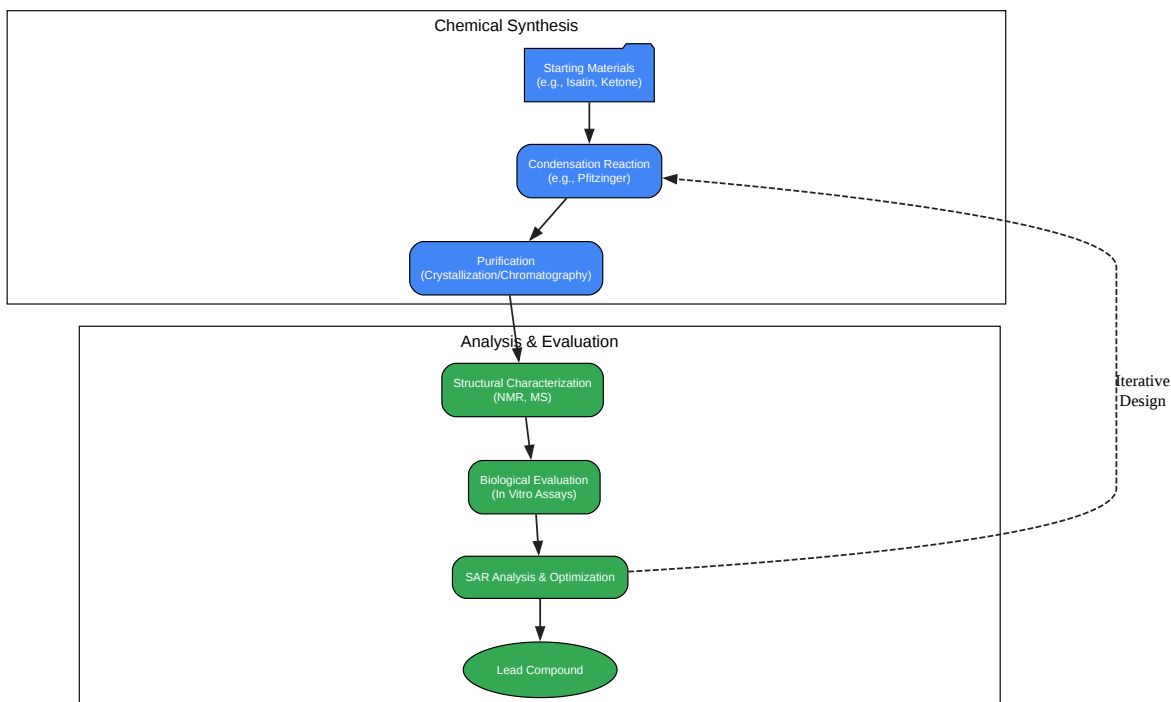 Chemical Synthesis
Starting Materials
(e.g., Isatin, Ketone)
Condensation Reaction
(e.g., Pfitzinger)
Purification
(Crystallization/Chromatography)
Analysis & Evaluation
Structural Characterization
(NMR, MS)
Iterative
Design
Biological Evaluation
(In Vitro Assays)
SAR Analysis & Optimization
Lead Compound